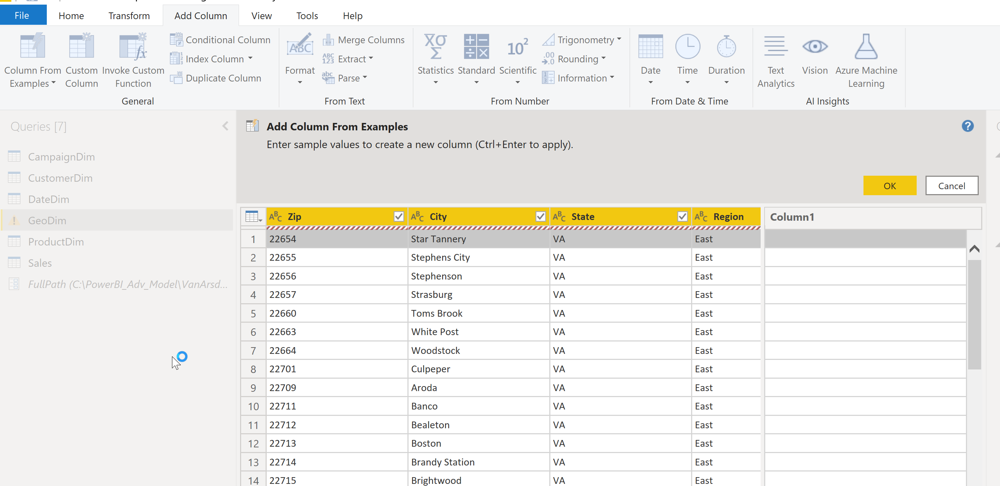 File Home Transform Add Column View Tools Help
Column From Examples
Custom Column
Invoke Custom Function
Conditional Column
Index Column
Duplicate Column
General
Format
Merge Columns
Extract
Parse
From Text
Statistics
Standard
10² Scientific
Trigonometry
Rounding
Information
From Number
Date
Time
Duration
From Date & Time
Text Analytics
Vision
Azure Machine Learning
AI Insights
Queries [7]
CampaignDim
CustomerDim
DateDim
GeoDim
ProductDim
Sales
FullPath (C:\PowerBI_Adv_Model\VanArsd...
Add Column From Examples
Enter sample values to create a new column (Ctrl+Enter to apply).
OK Cancel
ABC Zip ABC City ABC State ABC Region Column1
1 22654 Star Tannery VA East
2 22655 Stephens City VA East
3 22656 Stephenson VA East
4 22657 Strasburg VA East
5 22660 Toms Brook VA East
6 22663 White Post VA East
7 22664 Woodstock VA East
8 22701 Culpeper VA East
9 22709 Aroda VA East
10 22711 Banco VA East
11 22712 Bealeton VA East
12 22713 Boston VA East
13 22714 Brandy Station VA East
14 22715 Brightwood VA East